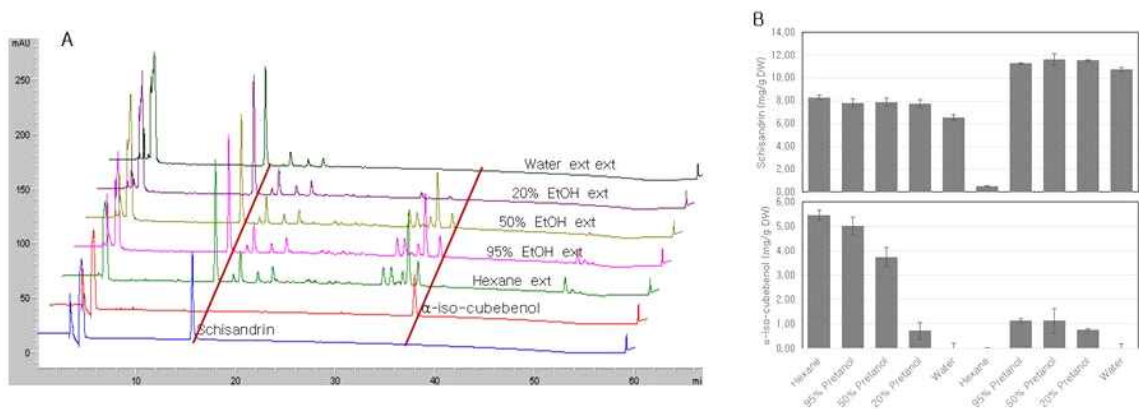 A
mAU
250
200
150
100
50
0
Water ext ext
20% EtOH ext
50% EtOH ext
95% EtOH ext
Hexane ext
α-iso-cubebenol
Schisandrin
10 20 30 40 50 60 mi
B
Schisandrin (mg/g DW)
14,00
12,00
10,00
8,00
6,00
4,00
2,00
0,00
α-iso-cubebenol (mg/g DW)
6.00
5.00
4.00
3.00
2.00
1.00
0.00
Hexane
95% Pretanol
50% Pretanol
20% Pretanol
Water
Hexane
95% Pretanol
50% Pretanol
20% Pretanol
Water